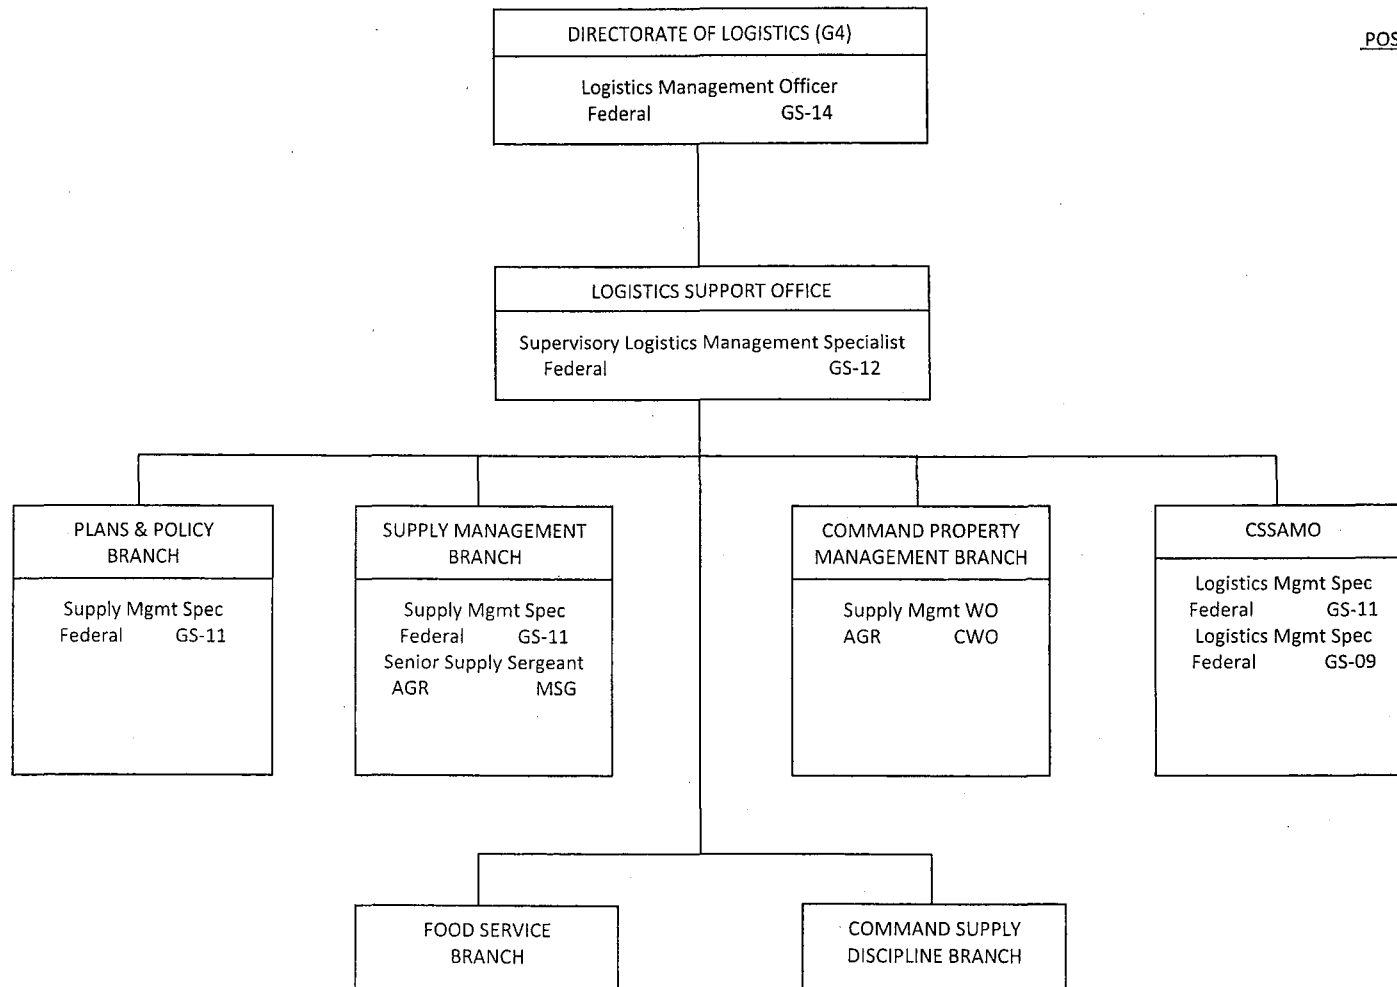 DIRECTORATE OF LOGISTICS (G4)
POS
Logistics Management Officer
Federal GS-14
LOGISTICS SUPPORT OFFICE
Supervisory Logistics Management Specialist
Federal GS-12
PLANS & POLICY
BRANCH
Supply Mgmt Spec
Federal GS-11
SUPPLY MANAGEMENT
BRANCH
Supply Mgmt Spec
Federal GS-11
Senior Supply Sergeant
AGR MSG
COMMAND PROPERTY
MANAGEMENT BRANCH
Supply Mgmt WO
AGR CWO
CSSAMO
Logistics Mgmt Spec
Federal GS-11
Logistics Mgmt Spec
Federal GS-09
FOOD SERVICE
BRANCH
COMMAND SUPPLY
DISCIPLINE BRANCH